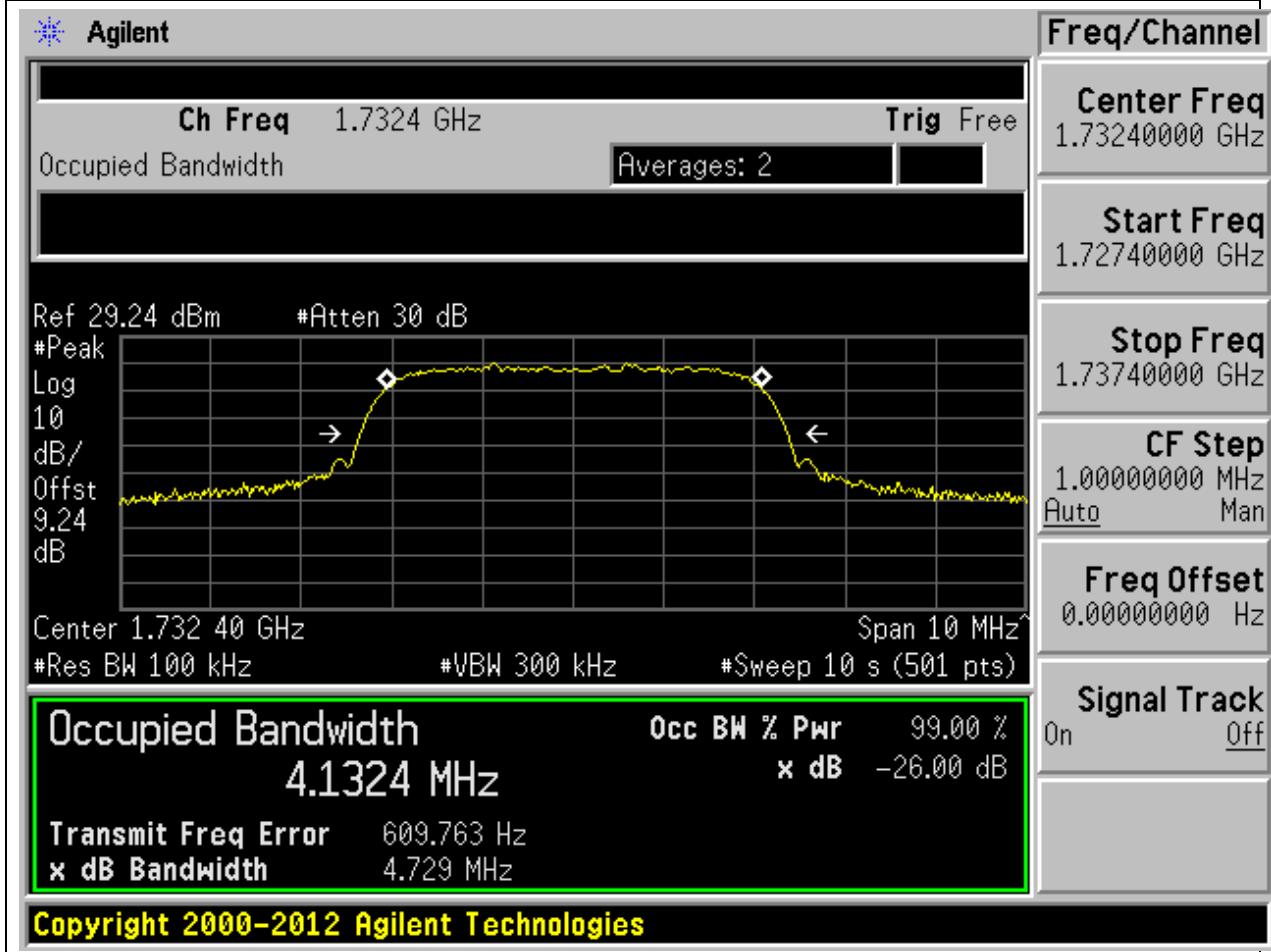 Agilent
Freq/Channel
Ch Freq 1.7324 GHz Trig Free
Occupied Bandwidth Averages: 2
Center Freq
1.73240000 GHz
Start Freq
1.72740000 GHz
Stop Freq
1.73740000 GHz
CF Step
1.00000000 MHz
Auto Man
Freq Offset
0.00000000 Hz
Signal Track
On Off
Ref 29.24 dBm #Atten 30 dB
#Peak
Log
10
dB/
Offst
9.24
dB
Center 1.732 40 GHz Span 10 MHz^
#Res BW 100 kHz #VBW 300 kHz #Sweep 10 s (501 pts)
Occupied Bandwidth
4.1324 MHz
Occ BW % Pwr 99.00 %
x dB -26.00 dB
Transmit Freq Error 609.763 Hz
x dB Bandwidth 4.729 MHz
Copyright 2000-2012 Agilent Technologies